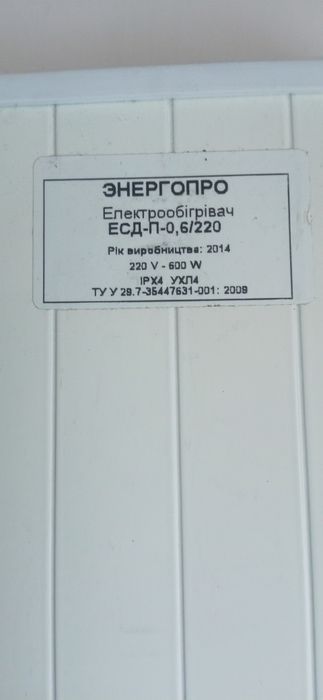 ЭНЕРГОПРО
Електрообігрівач
ЕСД-П-0,6/220
Рік виробництва: 2014
220 V - 600 W
IPX4 УХЛ4
ТУ У 29.7-35447631-001: 2009